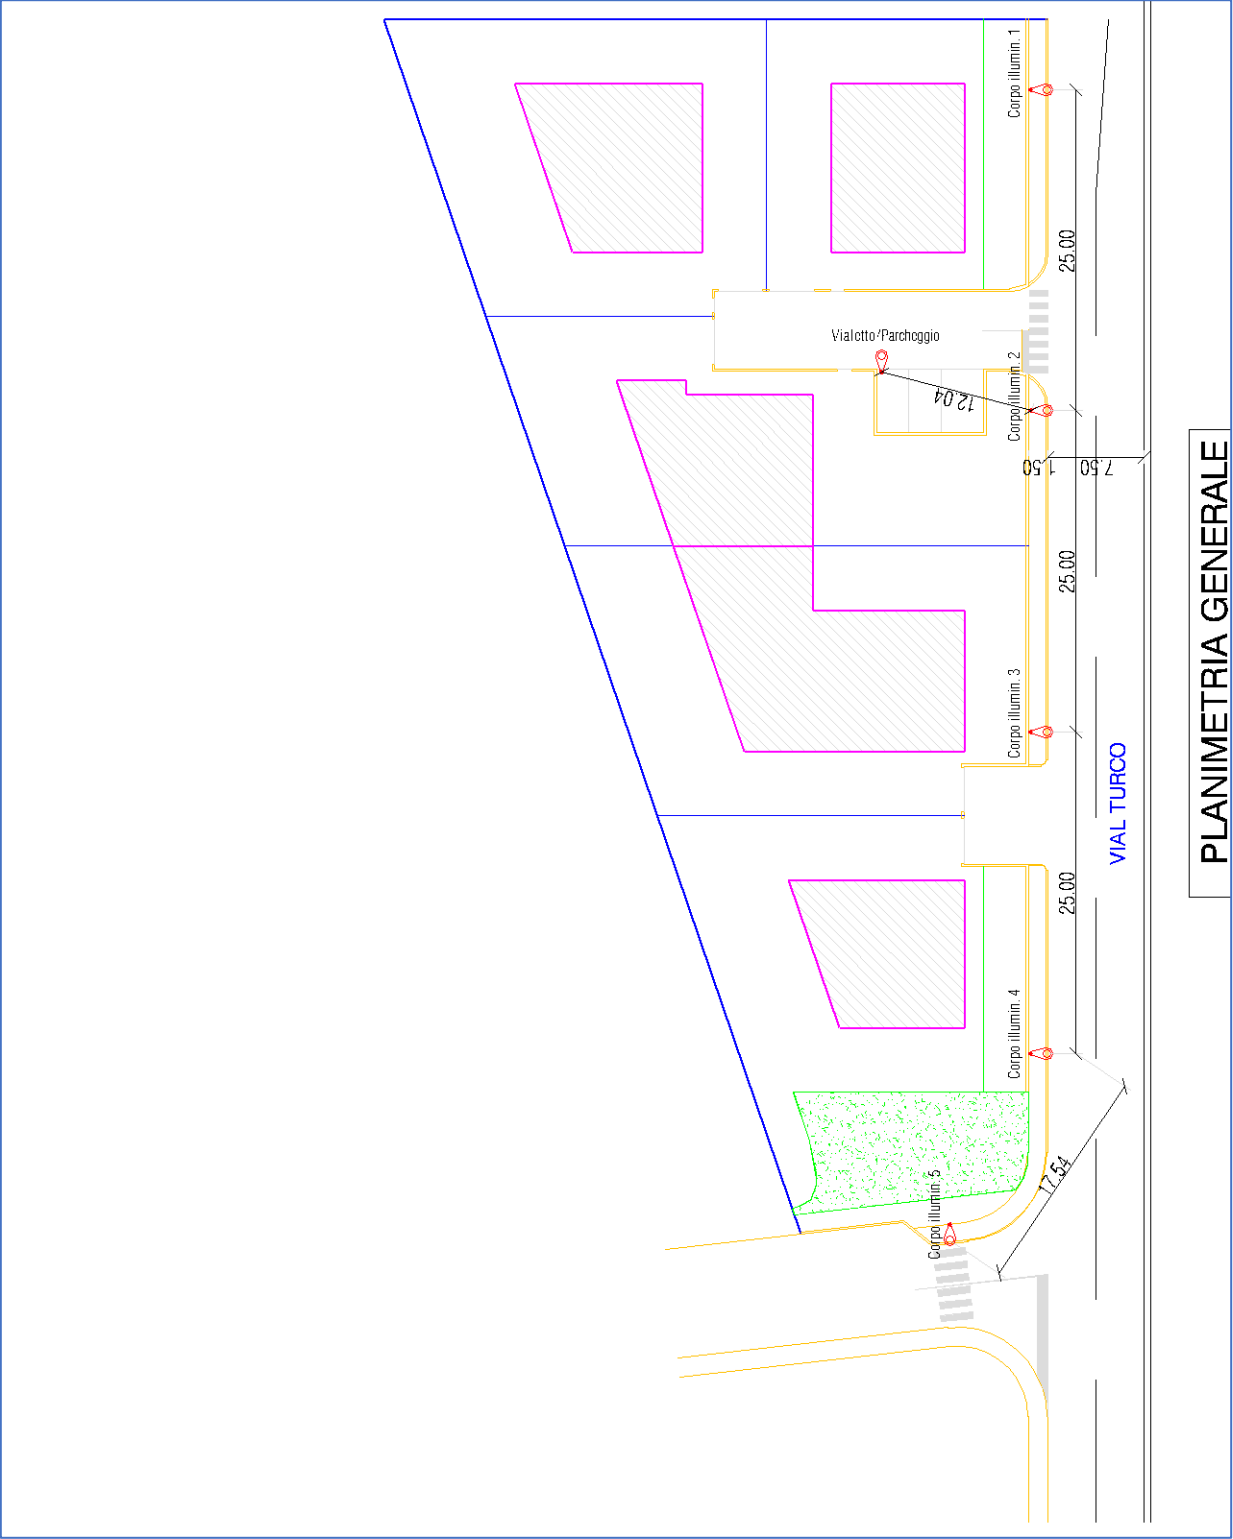 Corpo illumin. 1
25.00
Vialetto/Parcheggio
Corpo illumin. 2
12.04
1.50
7.50
25.00
Corpo illumin. 3
VIAL TURCO
PLANIMETRIA GENERALE
25.00
Corpo illumin. 4
17.54
Corpo illumin. 5